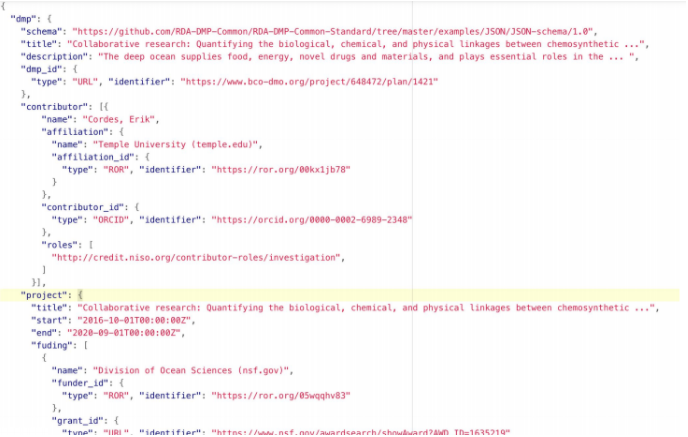 {
"dmp": {
"schema": "https://github.com/RDA-DMP-Common/RDA-DMP-Common-Standard/tree/master/examples/JSON/JSON-schema/1.0",
"title": "Collaborative research: Quantifying the biological, chemical, and physical linkages between chemosynthetic ...",
"description": "The deep ocean supplies food, energy, novel drugs and materials, and plays essential roles in the ... ",
"dmp_id": {
"type": "URL", "identifier": "https://www.bco-dmo.org/project/648472/plan/1421"
},
"contributor": [{
"name": "Cordes, Erik",
"affiliation": {
"name": "Temple University (temple.edu)",
"affiliation_id": {
"type": "ROR", "identifier": "https://ror.org/00kx1jb78"
}
},
"contributor_id": {
"type": "ORCID", "identifier": "https://orcid.org/0000-0002-6989-2348"
},
"roles": [
"http://credit.niso.org/contributor-roles/investigation",
]
}],
"project": {
"title": "Collaborative research: Quantifying the biological, chemical, and physical linkages between chemosynthetic ...",
"start": "2016-10-01T00:00:00Z",
"end": "2020-09-01T00:00:00Z",
"fuding": [
{
"name": "Division of Ocean Sciences (nsf.gov)",
"funder_id": {
"type": "ROR", "identifier": "https://ror.org/05wqqhv83"
},
"grant_id": {
"type": "URL", "identifier": "https://www.nsf.gov/awardsearch/showAward?AWD_ID=1635219"